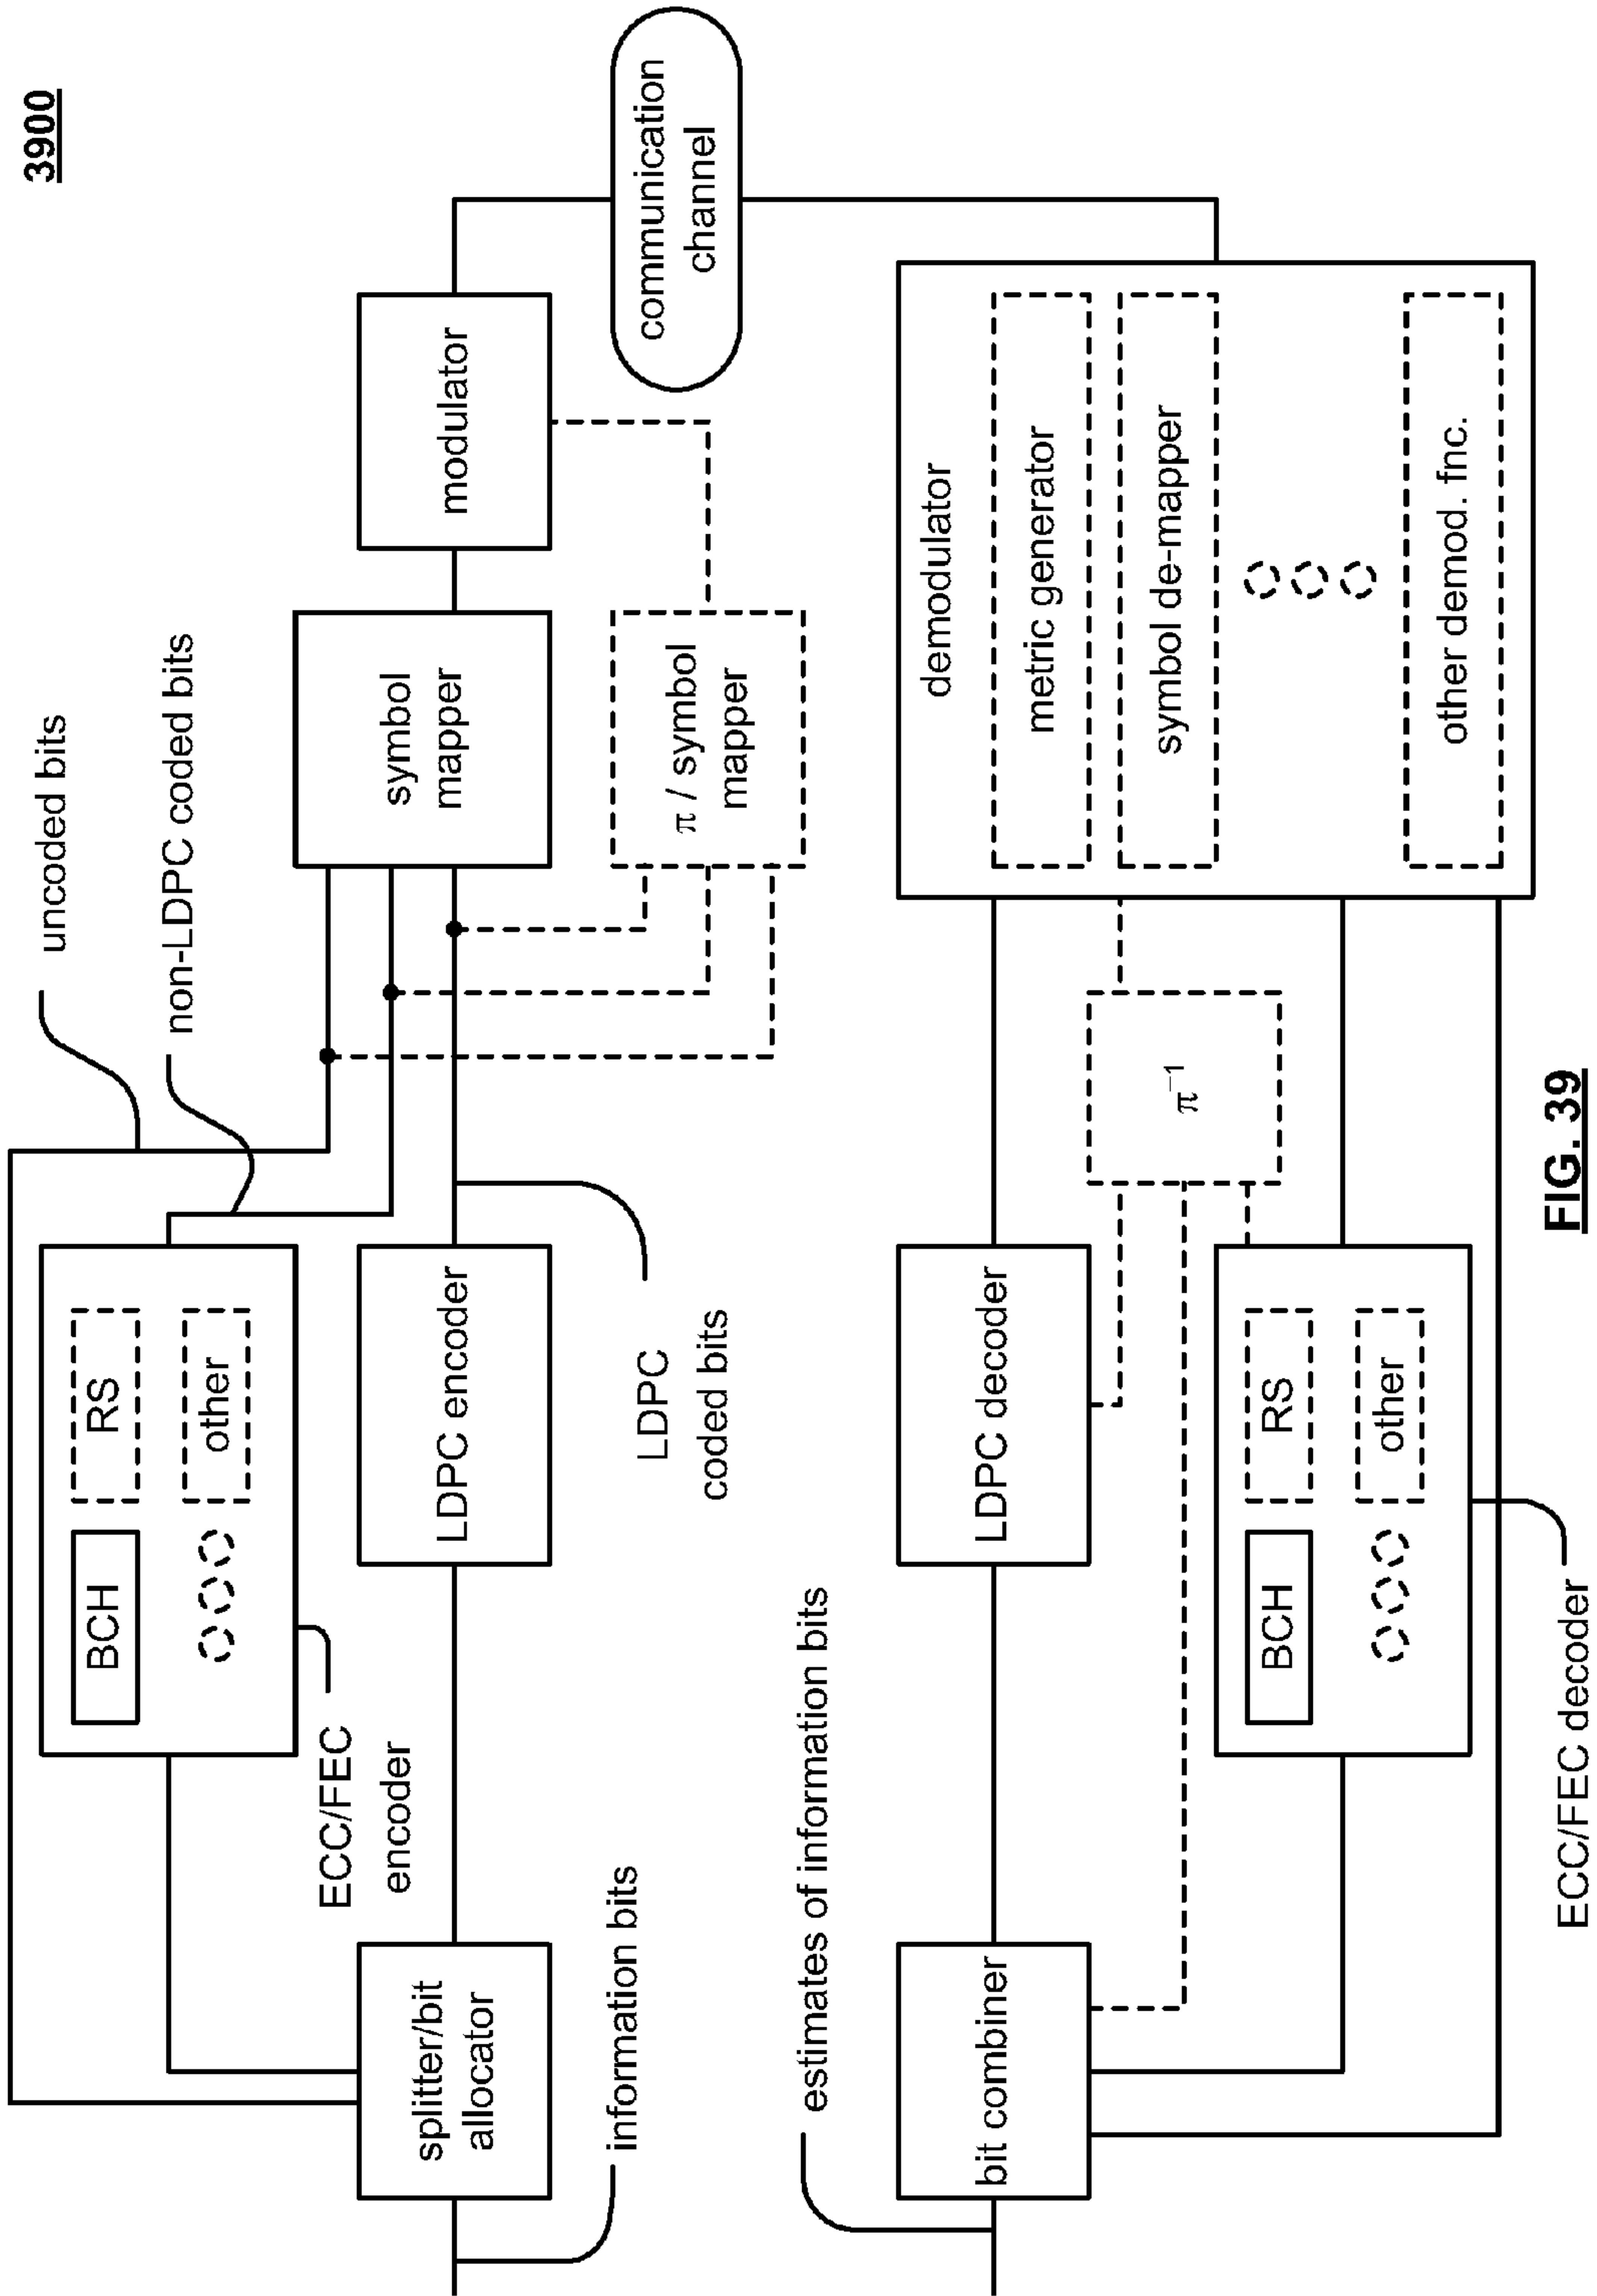 3900
uncoded bits
non-LDPC coded bits
BCH
RS
other
ECC/FEC
encoder
splitter/bit
allocator
LDPC encoder
symbol
mapper
modulator
information bits
LDPC
coded bits
π / symbol
mapper
communication
channel
estimates of information bits
bit combiner
LDPC decoder
π⁻¹
demodulator
metric generator
symbol de-mapper
other demod. fnc.
BCH
RS
other
ECC/FEC decoder
FIG. 39